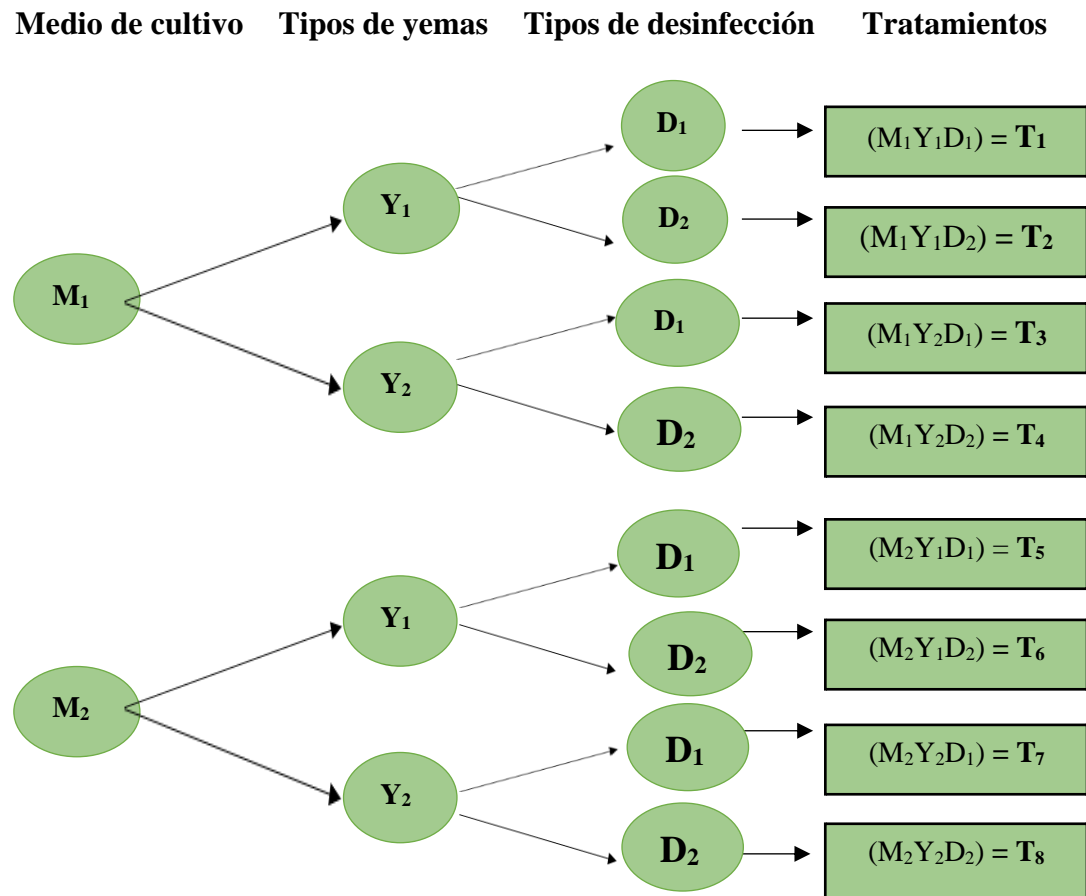 Medio de cultivo Tipos de yemas Tipos de desinfección Tratamientos
D₁
(M₁Y₁D₁) = T₁
Y₁
D₂
(M₁Y₁D₂) = T₂
M₁
D₁
(M₁Y₂D₁) = T₃
Y₂
D₂
(M₁Y₂D₂) = T₄
D₁
(M₂Y₁D₁) = T₅
Y₁
D₂
(M₂Y₁D₂) = T₆
M₂
D₁
(M₂Y₂D₁) = T₇
Y₂
D₂
(M₂Y₂D₂) = T₈